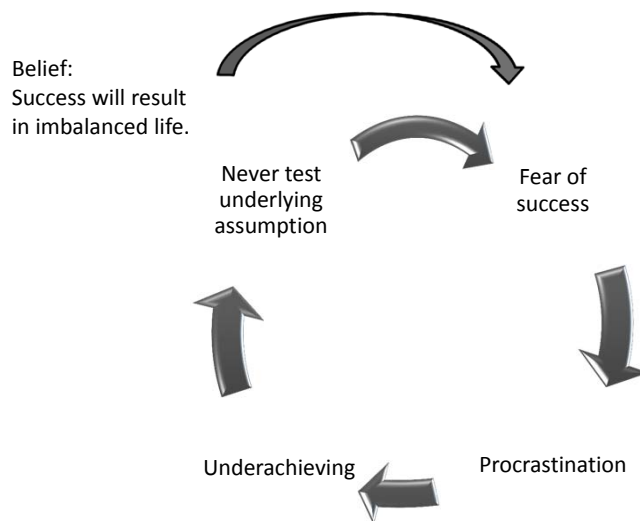 Belief:
Success will result
in imbalanced life.
Never test
underlying
assumption
Fear of
success
Underachieving
Procrastination